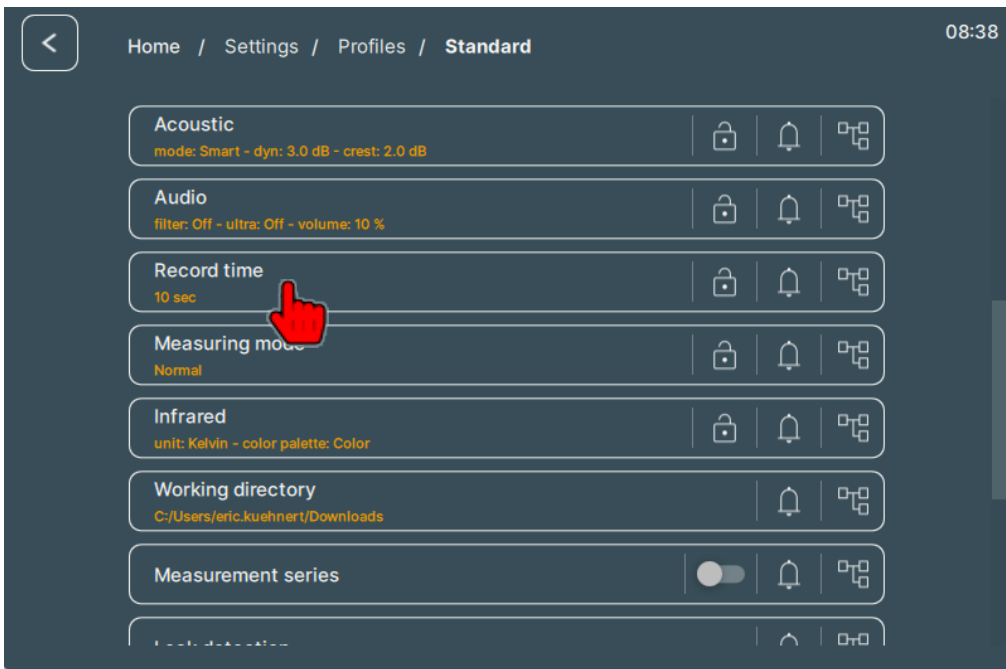 Home / Settings / Profiles / Standard
08:38
Acoustic
mode: Smart - dyn: 3.0 dB - crest: 2.0 dB
Audio
filter: Off - ultra: Off - volume: 10 %
Record time
10 sec
Measuring mode
Normal
Infrared
unit: Kelvin - color palette: Color
Working directory
C:/Users/eric.kuehnert/Downloads
Measurement series